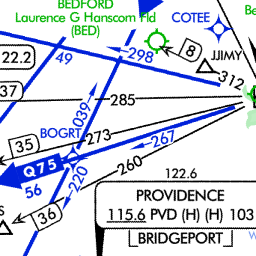 BEDFORD
Laurence G Hanscom Fld
(BED)
COTEE
Be
22.2
49
298
8
JJIMY
312
37
039
285
BOGRT
273
267
35
260
Q75
56
220
122.6
36
S
PROVIDENCE
115.6 PVD (H) (H) 103
BRIDGEPORT
W